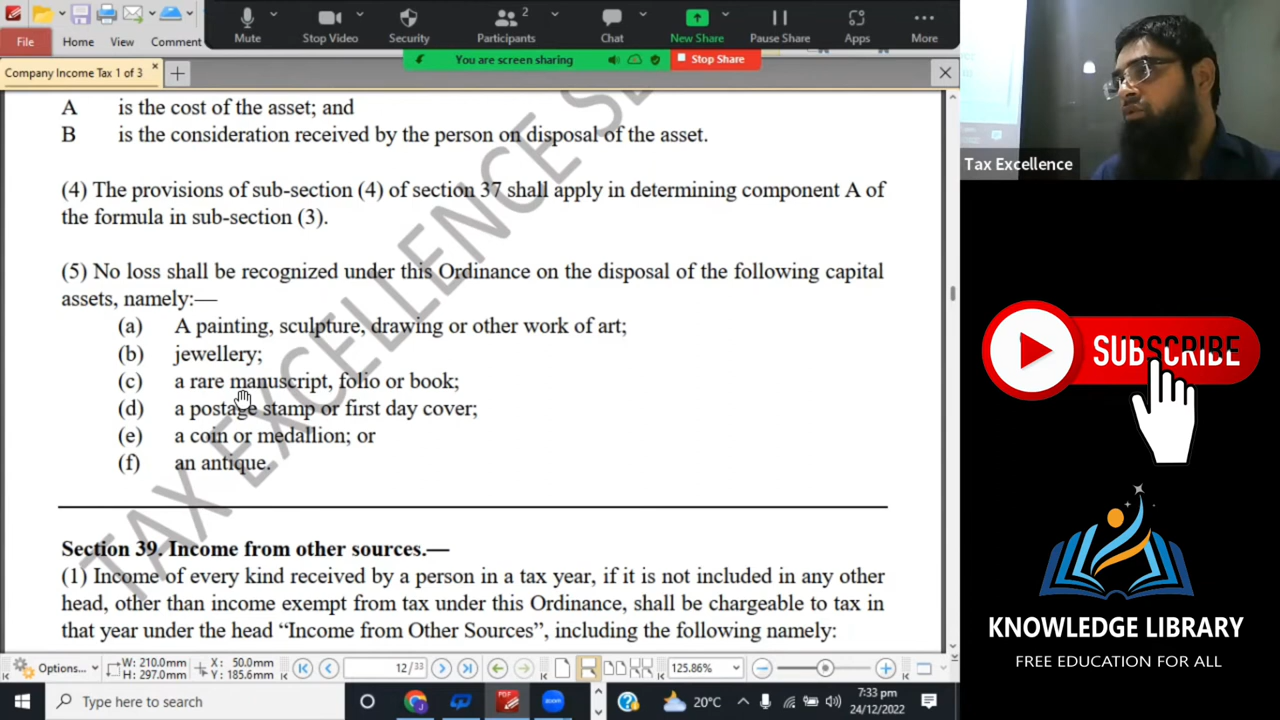 Mute
Stop Video
Security
2
Participants
Chat
New Share
Pause Share
Apps
More
File
Home
View
Comment
You are screen sharing
Stop Share
Company Income Tax 1 of 3
Tax Excellence
A is the cost of the asset; and
B is the consideration received by the person on disposal of the asset.
(4) The provisions of sub-section (4) of section 37 shall apply in determining component A of
the formula in sub-section (3).
(5) No loss shall be recognized under this Ordinance on the disposal of the following capital
assets, namely:—
(a) A painting, sculpture, drawing or other work of art;
(b) jewellery;
(c) a rare manuscript, folio or book;
(d) a postage stamp or first day cover;
(e) a coin or medallion; or
(f) an antique.
Section 39. Income from other sources.—
(1) Income of every kind received by a person in a tax year, if it is not included in any other
head, other than income exempt from tax under this Ordinance, shall be chargeable to tax in
that year under the head “Income from Other Sources”, including the following namely:
TAX EXCELLENCE SE
SUBSCRIBE
KNOWLEDGE LIBRARY
FREE EDUCATION FOR ALL
Options...
W: 210.0mm
H: 297.0mm
X: 50.0mm
Y: 185.6mm
12 / 33
125.86%
Type here to search
PDF
zoom
20°C
7:33 pm
24/12/2022